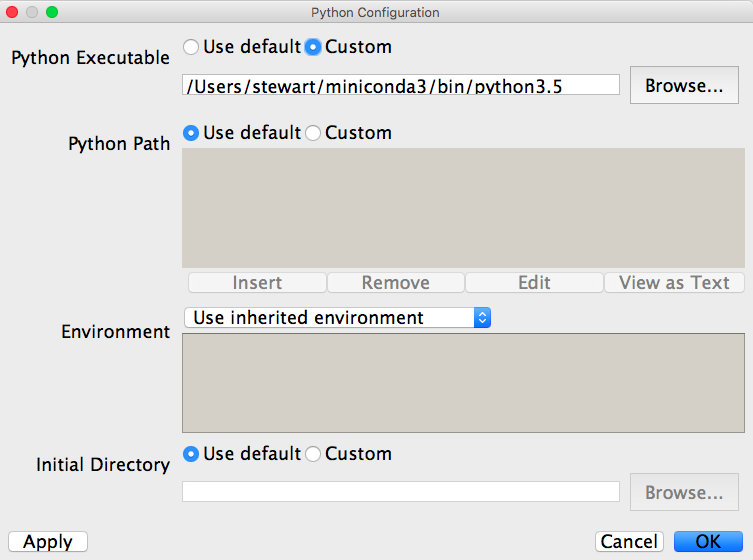 Python Configuration
Python Executable
Use default Custom
/Users/stewart/miniconda3/bin/python3.5 Browse...
Python Path
Use default Custom
Insert Remove Edit View as Text
Environment
Use inherited environment
Initial Directory
Use default Custom
Browse...
Apply Cancel OK